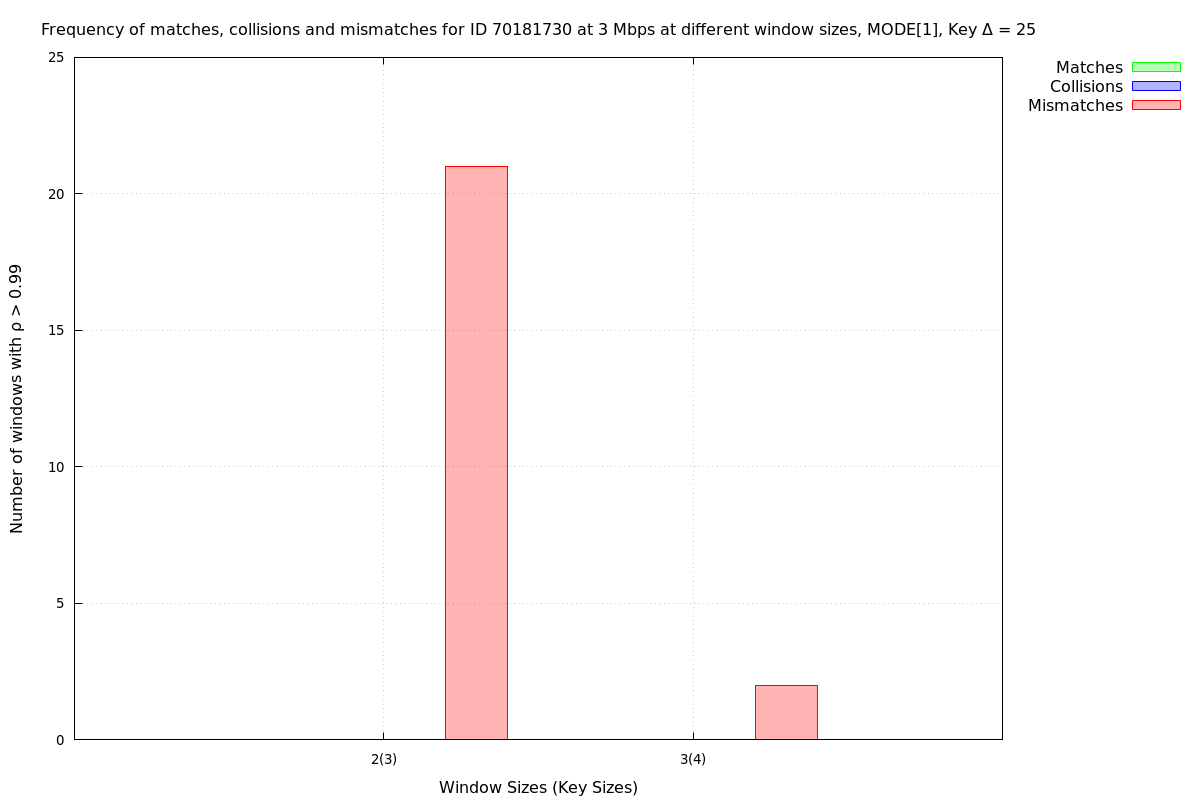 Frequency of matches, collisions and mismatches for ID 70181730 at 3 Mbps at different window sizes, MODE[1], Key Δ = 25
Matches
Collisions
Mismatches
Number of windows with ρ > 0.99
25
20
15
10
5
0
2(3)
3(4)
Window Sizes (Key Sizes)